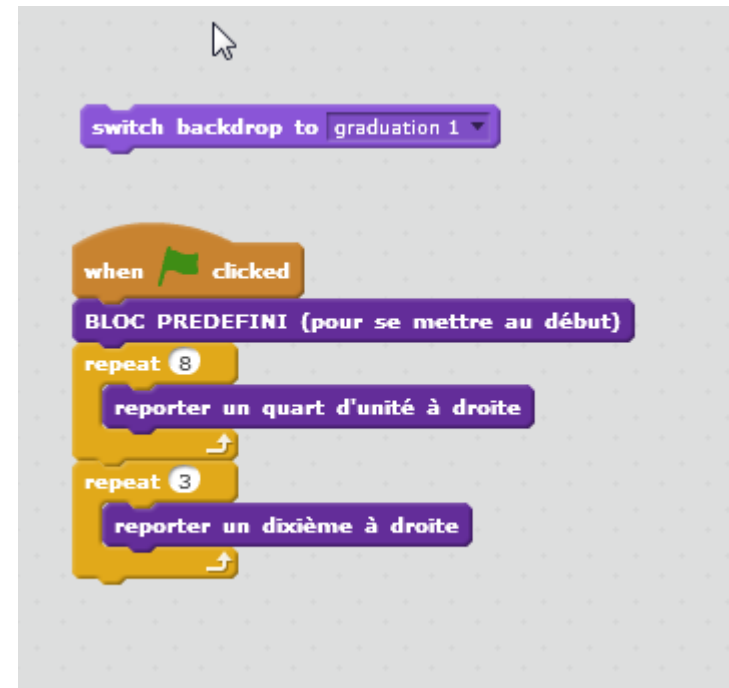 switch backdrop to graduation 1
when clicked
BLOC PREDEFINI (pour se mettre au début)
repeat 8
reporter un quart d'unité à droite
repeat 3
reporter un dixième à droite